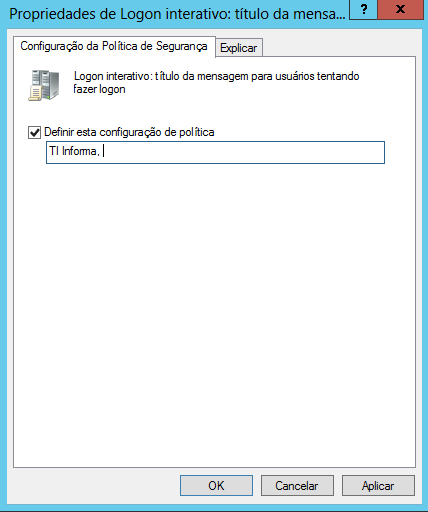 Propriedades de Logon interativo: título da mensa...
?
x
Configuração da Política de Segurança
Explicar
Logon interativo: título da mensagem para usuários tentando
fazer logon
Definir esta configuração de política
TI Informa,
OK
Cancelar
Aplicar